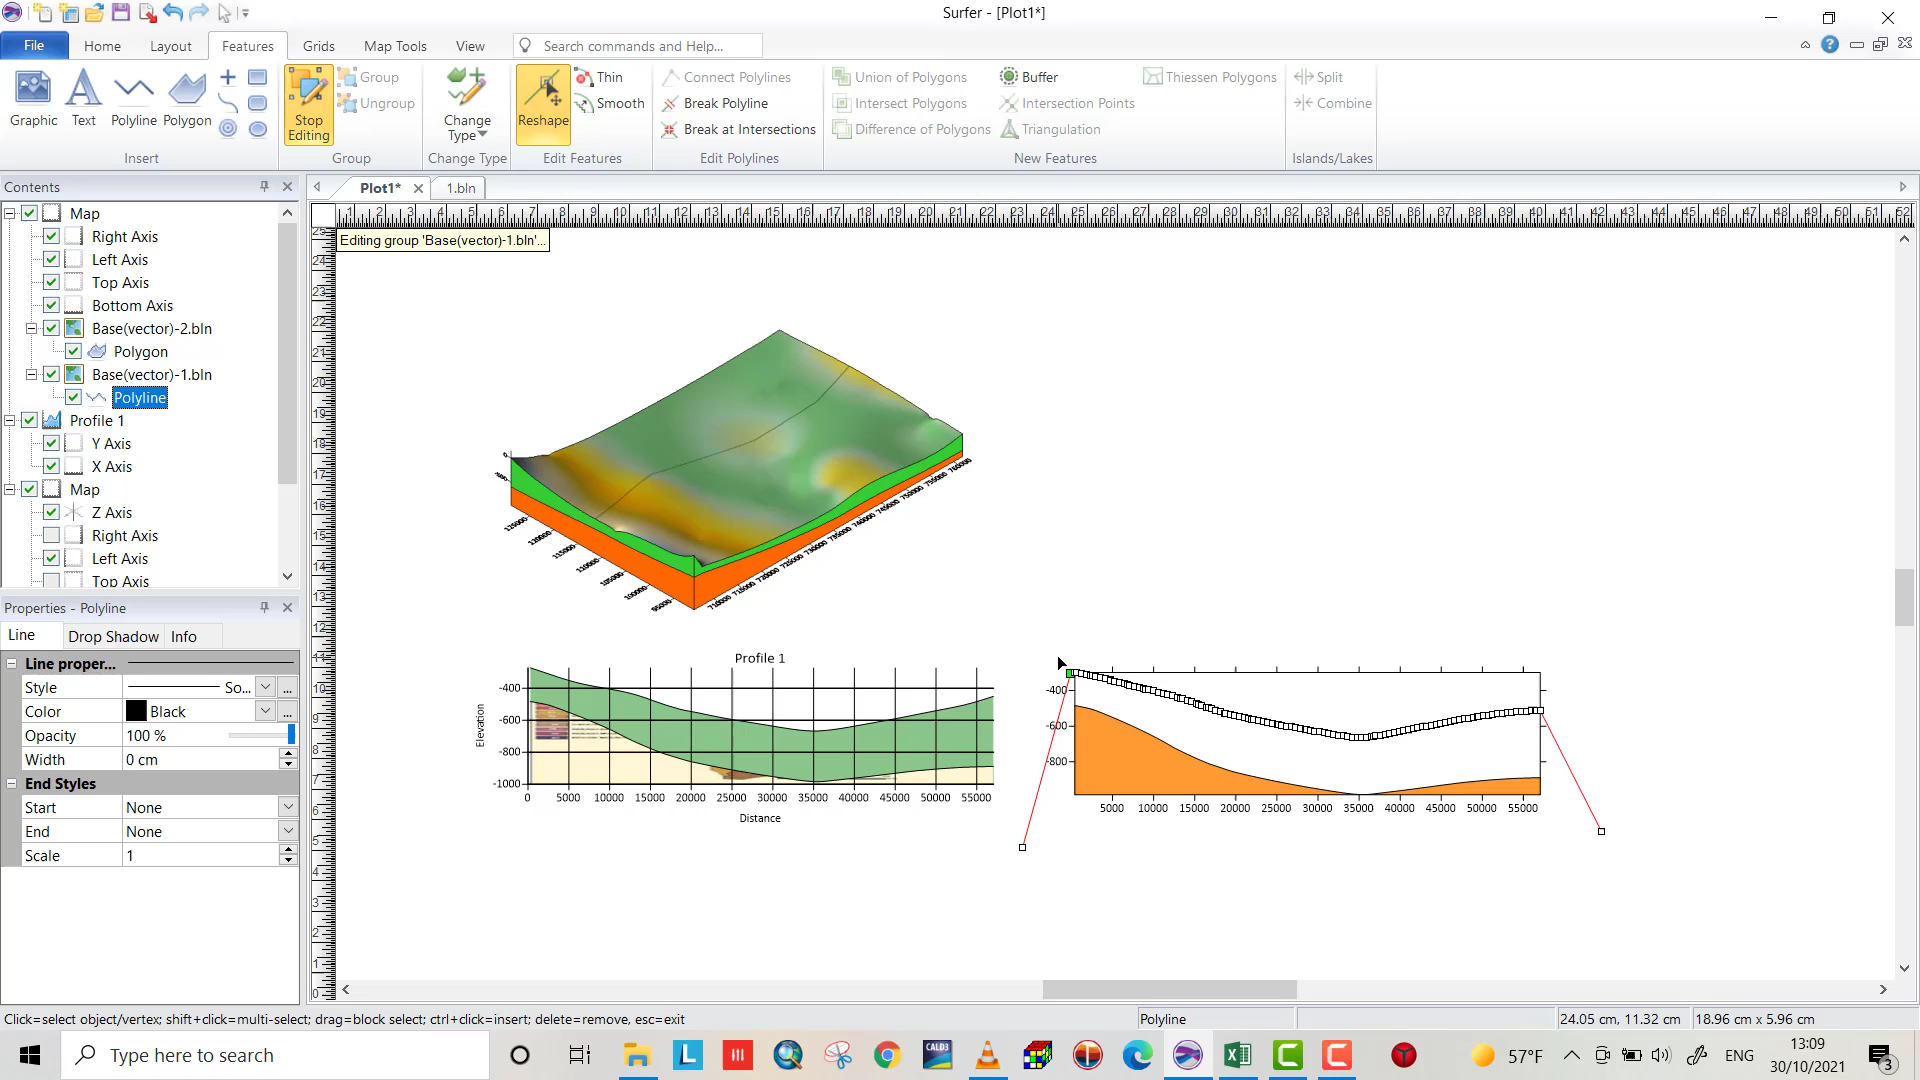 Surfer - [Plot1*]
File
Home
Layout
Features
Grids
Map Tools
View
Search commands and Help...
Graphic
Text
Polyline
Polygon
Insert
Stop
Editing
Group
Ungroup
Group
Change
Type
Change Type
Reshape
Thin
Smooth
Edit Features
Connect Polylines
Break Polyline
Break at Intersections
Edit Polylines
Union of Polygons
Intersect Polygons
Difference of Polygons
Buffer
Intersection Points
Triangulation
Thiessen Polygons
New Features
Split
Combine
Islands/Lakes
Contents
Map
Right Axis
Left Axis
Top Axis
Bottom Axis
Base(vector)-2.bln
Polygon
Base(vector)-1.bln
Polyline
Profile 1
Y Axis
X Axis
Map
Z Axis
Right Axis
Left Axis
Top Axis
Properties - Polyline
Line
Drop Shadow
Info
Line proper...
Style
So...
Color
Black
Opacity
100 %
Width
0 cm
End Styles
Start
None
End
None
Scale
1
Plot1*
1.bln
Editing group 'Base(vector)-1.bln'...
Profile 1
Elevation
-400
-600
-800
-1000
0 5000 10000 15000 20000 25000 30000 35000 40000 45000 50000 55000
Distance
-400
-600
-800
5000 10000 15000 20000 25000 30000 35000 40000 45000 50000 55000
Click=select object/vertex; shift+click=multi-select; drag=block select; ctrl+click=insert; delete=remove, esc=exit
Polyline
24.05 cm, 11.32 cm
18.96 cm x 5.96 cm
Type here to search
CALD3
57°F
ENG
13:09
30/10/2021
3